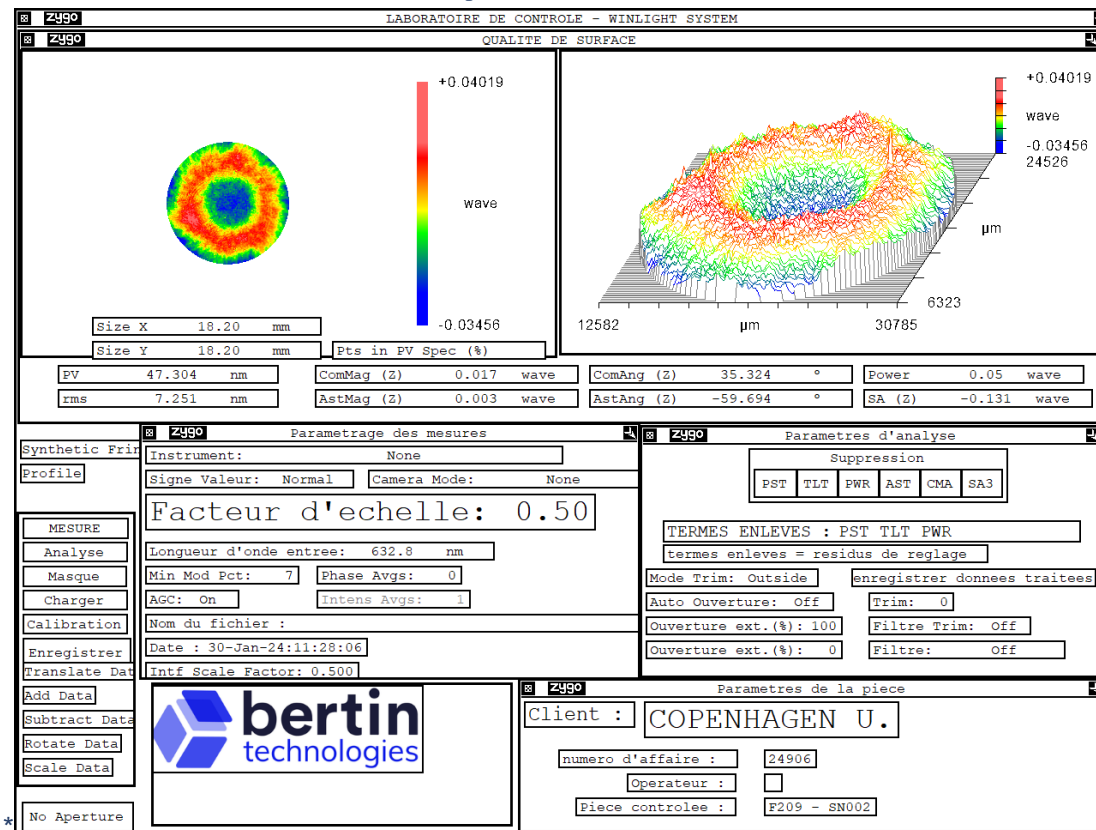 zygo LABORATOIRE DE CONTROLE - WINLIGHT SYSTEM
zygo QUALITE DE SURFACE
+0.04019
wave
-0.03456
Size X 18.20 mm
Size Y 18.20 mm
Pts in PV Spec (%)
+0.04019
wave
-0.03456
24526
µm
6323
12582 µm 30785
PV 47.304 nm ComMag (Z) 0.017 wave ComAng (Z) 35.324 ° Power 0.05 wave
rms 7.251 nm AstMag (Z) 0.003 wave AstAng (Z) -59.694 ° SA (Z) -0.131 wave
Synthetic Frin
Profile
MESURE
Analyse
Masque
Charger
Calibration
Enregistrer
Translate Dat
Add Data
Subtract Data
Rotate Data
Scale Data
* No Aperture
zygo Parametrage des mesures
Instrument: None
Signe Valeur: Normal Camera Mode: None
Facteur d'echelle: 0.50
Longueur d'onde entree: 632.8 nm
Min Mod Pct: 7 Phase Avgs: 0
AGC: On Intens Avgs: 1
Nom du fichier :
Date : 30-Jan-24:11:28:06
Intf Scale Factor: 0.500
zygo Parametres d'analyse
Suppression
PST TLT PWR AST CMA SA3
TERMES ENLEVES : PST TLT PWR
termes enleves = residus de reglage
Mode Trim: Outside enregistrer donnees traitees
Auto Ouverture: Off Trim: 0
Ouverture ext.(%): 100 Filtre Trim: Off
Ouverture ext.(%): 0 Filtre: Off
bertin
technologies
zygo Parametres de la piece
Client : COPENHAGEN U.
numero d'affaire : 24906
Operateur :
Piece controlee : F209 - SN002